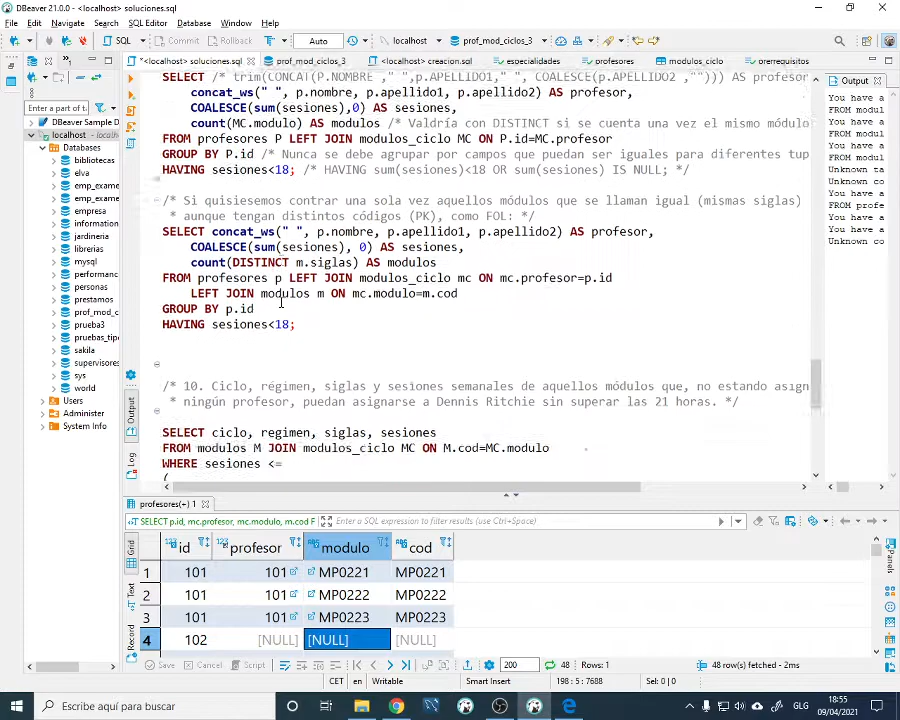 DBeaver 21.0.0 - <localhost> soluciones.sql
File Edit Navigate Search SQL Editor Database Window Help
SQL Commit Rollback Auto localhost prof_mod_ciclos_3
*<localhost> soluciones.sql prof_mod_ciclos_3 <localhost> creacion.sql especialidades profesores modulos_ciclo prerrequisitos Output
Enter a part of t
DBeaver Sample D
localhost
Databases
bibliotecas
elva
emp_exame
emp_exame
empresa
information
jardineria
librerias
mysql
performanc
personas
prestamos
prof_mod_c
prueba3
pruebas_tip
sakila
supervisores
sys
world
Users
Administer
System Info
SELECT /* trim(CONCAT(P.NOMBRE ," ",p.APELLIDO1," ", COALESCE(p.APELLIDO2 ,""))) AS profesor
concat_ws(" ", p.nombre, p.apellido1, p.apellido2) AS profesor,
COALESCE(sum(sesiones),0) AS sesiones,
count(MC.modulo) AS modulos /* Valdría con DISTINCT si se cuenta una vez el mismo módulo
FROM profesores P LEFT JOIN modulos_ciclo MC ON P.id=MC.profesor
GROUP BY P.id /* Nunca se debe agrupar por campos que puedan ser iguales para diferentes tup
HAVING sesiones<18; /* HAVING sum(sesiones)<18 OR sum(sesiones) IS NULL; */
/* Si quisiesemos contrar una sola vez aquellos módulos que se llaman igual (mismas siglas)
* aunque tengan distintos códigos (PK), como FOL: */
SELECT concat_ws(" ", p.nombre, p.apellido1, p.apellido2) AS profesor,
COALESCE(sum(sesiones), 0) AS sesiones,
count(DISTINCT m.siglas) AS modulos
FROM profesores p LEFT JOIN modulos_ciclo mc ON mc.profesor=p.id
LEFT JOIN modulos m ON mc.modulo=m.cod
GROUP BY p.id
HAVING sesiones<18;
/* 10. Ciclo, régimen, siglas y sesiones semanales de aquellos módulos que, no estando asign
* ningún profesor, puedan asignarse a Dennis Ritchie sin superar las 21 horas. */
SELECT ciclo, regimen, siglas, sesiones
FROM modulos M JOIN modulos_ciclo MC ON M.cod=MC.modulo
WHERE sesiones <=
(
You have a
FROM modul
You have a
FROM modul
You have a
FROM modul
Unknown ta
Unknown co
You have a
FROM profe
You have a
You have a
Unknown co
Output
Log
profesores(+) 1
SELECT p.id, mc.profesor, mc.modulo, m.cod F Enter a SQL expression to filter results (use Ctrl+Space)
Grid
Text
Record
Panels
id profesor modulo cod
1 101 101 MP0221 MP0221
2 101 101 MP0222 MP0222
3 101 101 MP0223 MP0223
4 102 [NULL] [NULL] [NULL]
Save Cancel Script 200 48 Rows: 1 48 row(s) fetched - 2ms
CET en Writable Smart Insert 198 : 5 : 7688 Sel: 0 | 0
Escribe aquí para buscar
GLG
18:55
09/04/2021